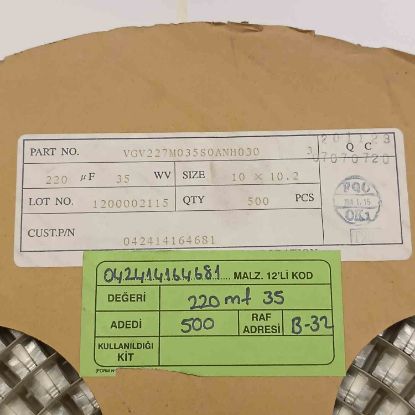 PART NO. VGV227M035S0ANH030 3 Q C
220 µF 35 WV SIZE 10 × 10.2
LOT NO. 1200002115 QTY 500 PCS
CUST.P/N 042414164681
042414164681 MALZ. 12'Lİ KOD
DEĞERİ 220 mf 35
ADEDİ 500 RAF ADRESİ B-32
KULLANILDIĞI KİT